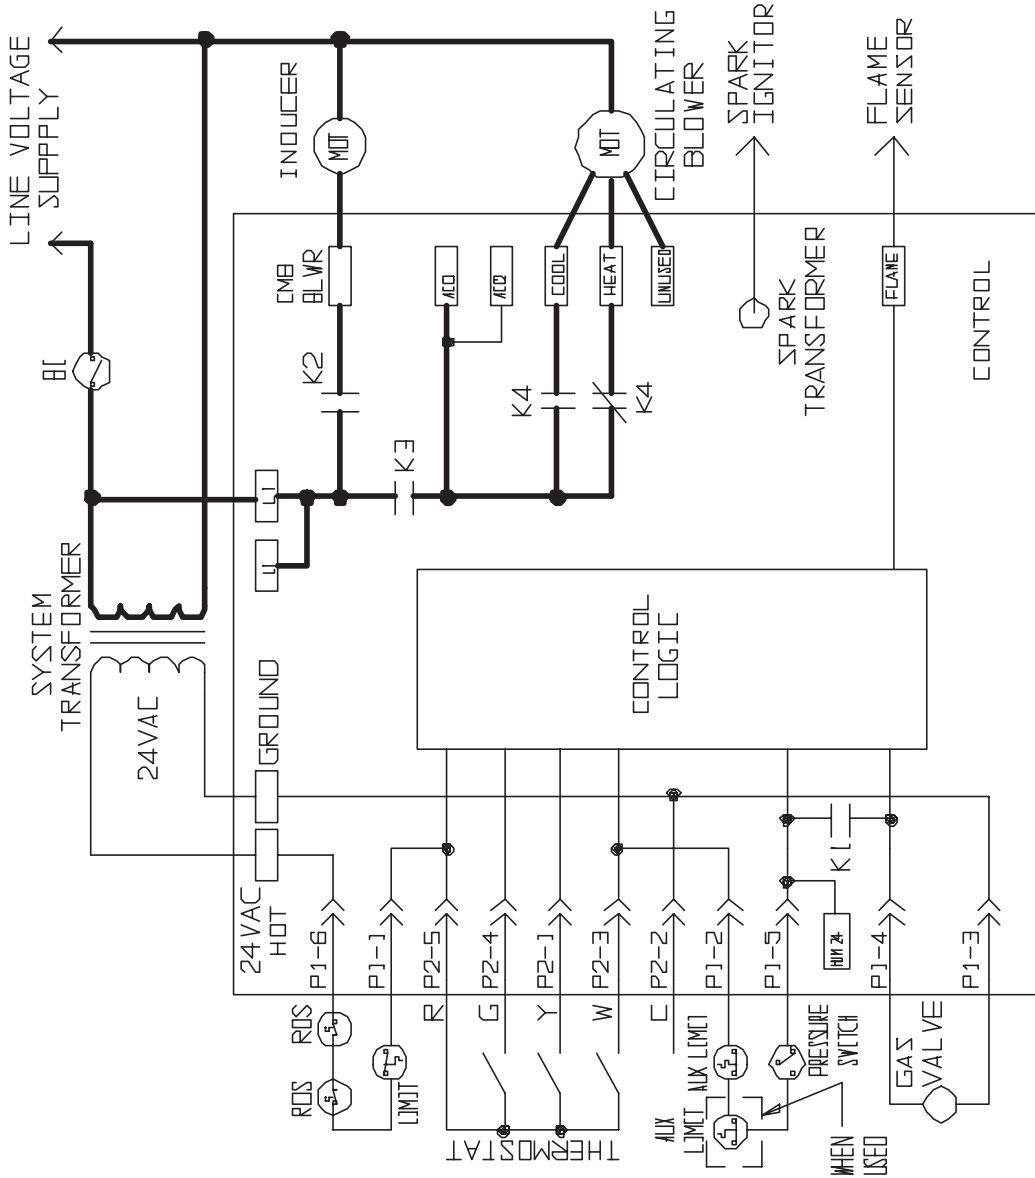 LINE VOLTAGE
SUPPPLY
BI
SYSTEM
TRANSFORMER
24VAC
GROUND
24VAC
HOT
INDUCER
MOT
CMB
BLWR
K2
L1
L1
K3
ACQ
ACQ
COOL
HEAT
UNUSED
K4
K4
MOT
CIRCULATING
BLOWER
SPARK
IGNITOR
SPARK
TRANSFORMER
FLAME
SENSOR
FLAME
CONTROL
CONTROL
LOGIC
K1
HUM 24
P1-6
P1-1
P2-5
P2-4
P2-1
P2-3
P2-2
P1-2
P1-5
P1-4
P1-3
R
G
Y
W
C
ROS
ROS
LIMIT
THERMOSTAT
AUX LIMIT
AUX
LIMIT
PRESSURE
SWITCH
WHEN
USED
GAS
VALVE